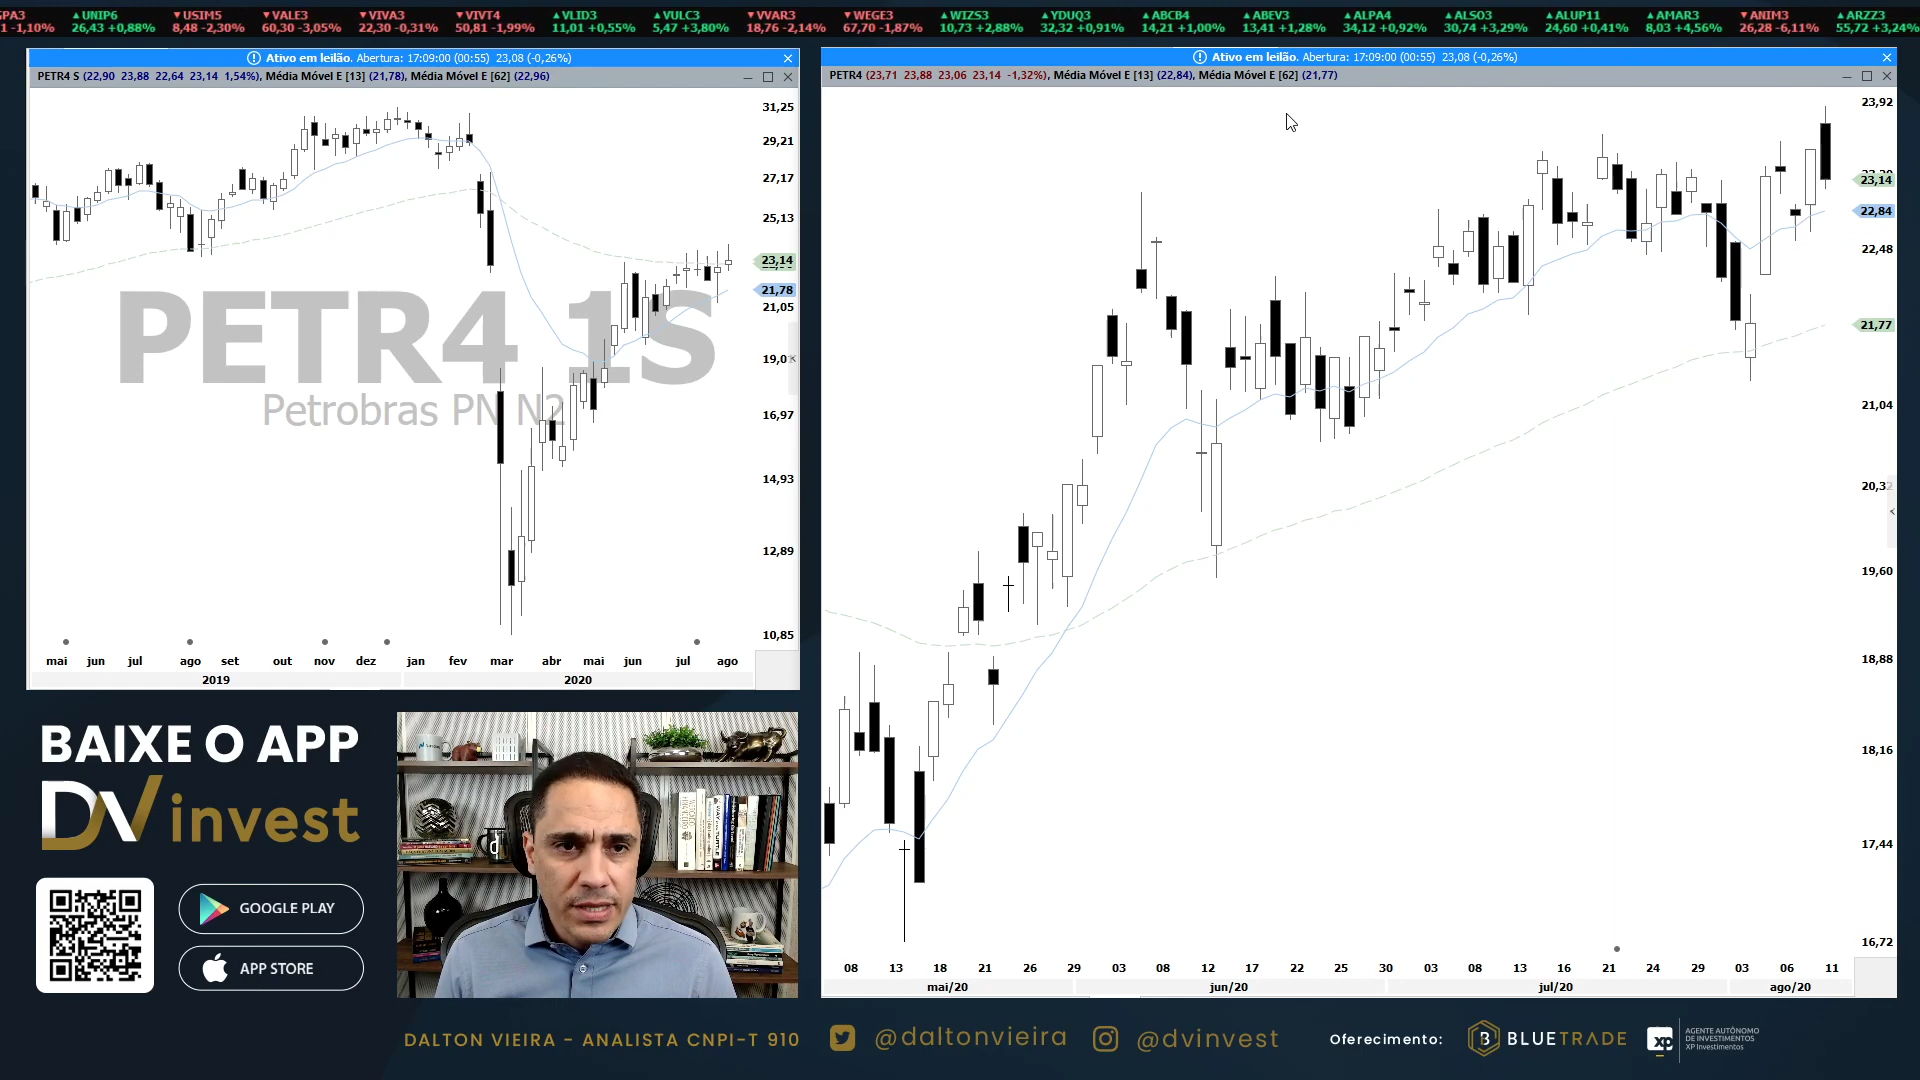 GPA3 ▲UNIP6 ▼USIM5 ▼VALE3 ▼VIVA3 ▼VIVT4 ▲VLID3 ▲VULC3 ▼VVAR3 ▼WEGE3 ▲WIZS3 ▲YDUQ3 ▲ABCB4 ▲ABEV3 ▲ALPA4 ▲ALSO3 ▲ALUP11 ▲AMAR3 ▼ANIM3 ▲ARZZ3
1 -1,10% 26,43 +0,88% 8,48 -2,30% 60,30 -3,05% 22,30 -0,31% 50,81 -1,99% 11,01 +0,55% 5,47 +3,80% 18,76 -2,14% 67,70 -1,87% 10,73 +2,88% 32,32 +0,91% 14,21 +1,00% 13,41 +1,28% 34,12 +0,92% 30,74 +3,29% 24,60 +0,41% 8,03 +4,56% 26,28 -6,11% 55,72 +3,24%
Ativo em leilão. Abertura: 17:09:00 (00:55) 23,08 (-0,26%)
PETR4 S (22,90 23,88 22,64 23,14 1,54%), Média Móvel E [13] (21,78), Média Móvel E [62] (22,96)
31,25
29,21
27,17
25,13
23,14
21,78
21,05
16,97
14,93
12,89
10,85
PETR4 1S
Petrobras PN N2
mai jun jul ago set out nov dez jan fev mar abr mai jun jul ago
2019 2020
Ativo em leilão. Abertura: 17:09:00 (00:55) 23,08 (-0,26%)
PETR4 (23,71 23,88 23,06 23,14 -1,32%), Média Móvel E [13] (22,84), Média Móvel E [62] (21,77)
23,92
23,14
22,84
22,48
21,77
21,04
20,32
19,60
18,88
18,16
17,44
16,72
08 13 18 21 26 29 03 08 12 17 22 25 30 03 08 13 16 21 24 29 03 06 11
mai/20 jun/20 jul/20 ago/20
BAIXE O APP
DV invest
GOOGLE PLAY
APP STORE
d
DALTON VIEIRA - ANALISTA CNPI-T 910
@daltonvieira
@dvinvest
Oferecimento:
B BLUETRADE
xp
AGENTE AUTÔNOMO
DE INVESTIMENTOS
XP Investimentos